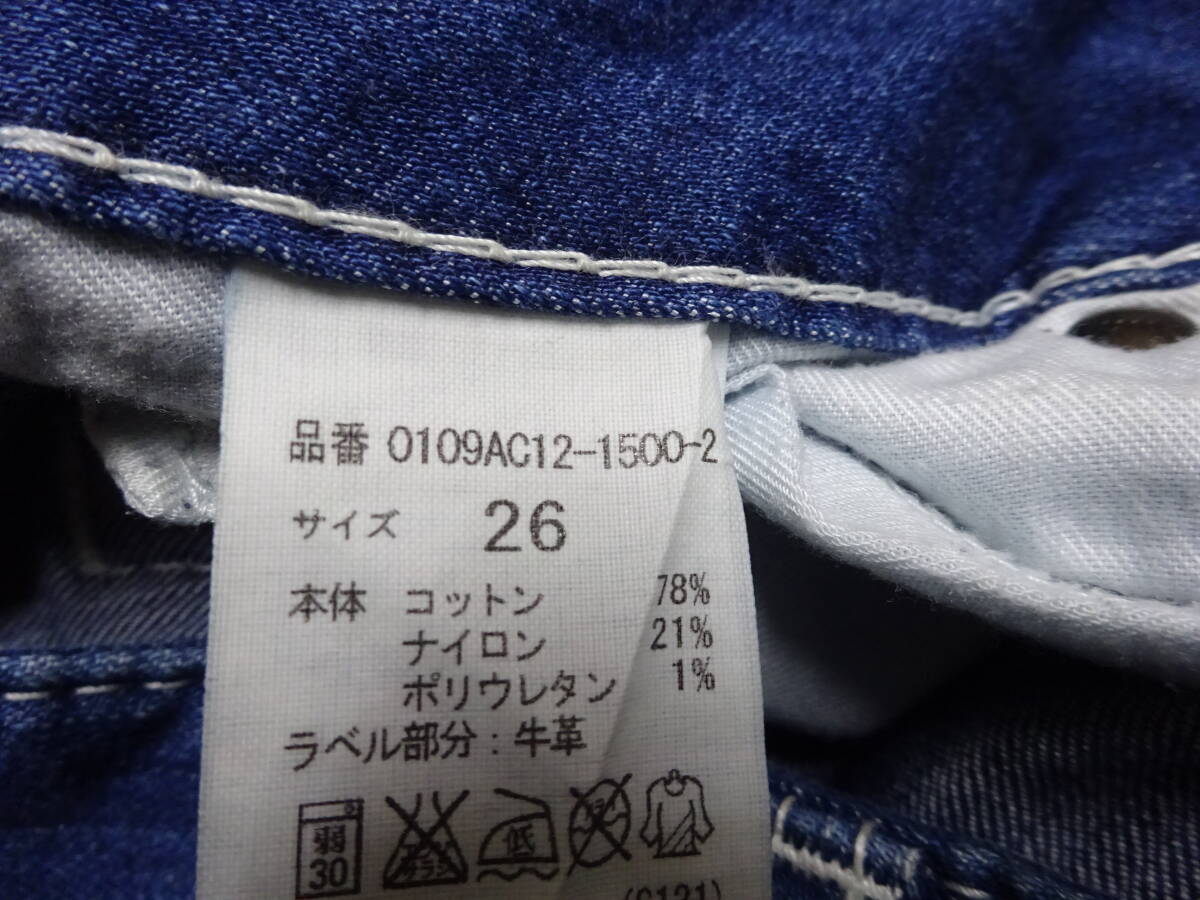 品番 0109AC12-1500-2
サイズ 26
本体 コットン 78%
ナイロン 21%
ポリウレタン 1%
ラベル部分:牛革
弱 低
30